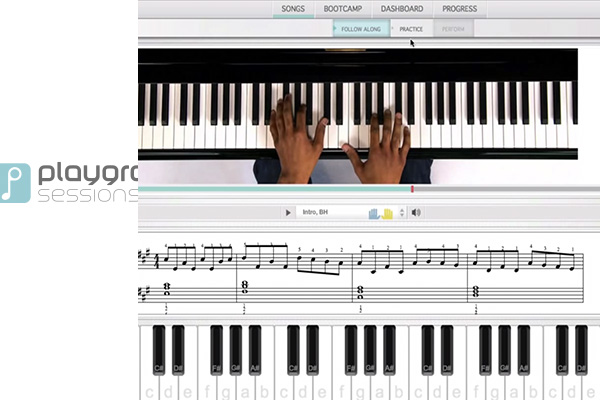 SONGS BOOTCAMP DASHBOARD PROGRESS
FOLLOW ALONG PRACTICE PERFORM
playgro
sessions
Intro, BH
C# D# F# G# A# C# D# F# G# A# C# D# F# G# A#
c d e f g a b c d e f g a b c d e f g a b c d e